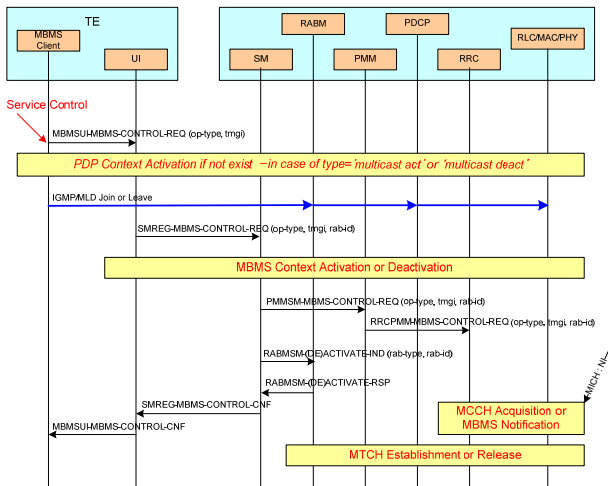 TE
MBMS
Client
UI
RABM
PDCP
SM
PMM
RRC
RLC/MAC/PHY
Service Control
MBMSUI-MBMS-CONTROL-REQ (op-type, tmgi)
PDP Context Activation if not exist – in case of type='multicast act' or 'multicast deact'
IGMP/MLD Join or Leave
SMREG-MBMS-CONTROL-REQ (op-type, tmgi, rab-id)
MBMS Context Activation or Deactivation
PMMSM-MBMS-CONTROL-REQ (op-type, tmgi, rab-id)
RRCPMM-MBMS-CONTROL-REQ (op-type, tmgi, rab-id)
RABMSM-(DE)ACTIVATE-IND (rab-type, rab-id)
MICH : NI
RABMSM-(DE)ACTIVATE-RSP
SMREG-MBMS-CONTROL-CNF
MCCH Acquisition or
MBMS Notification
MBMSUI-MBMS-CONTROL-CNF
MTCH Establishment or Release